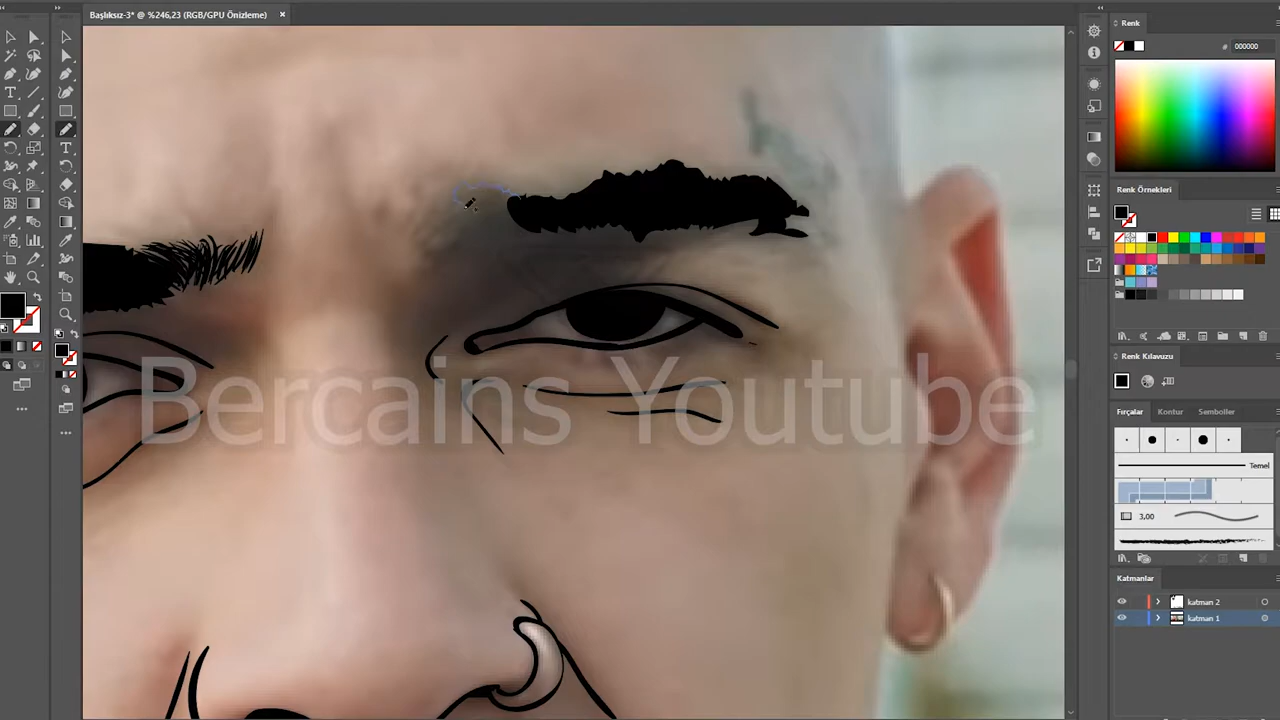 Başlıksız-3* @ %246,23 (RGB/GPU Önizleme)
Renk
# 000000
Renk Örnekleri
Renk Kılavuzu
Fırçalar Kontur Semboller
Temel
3,00
Katmanlar
katman 2
katman 1
Bercains Youtube